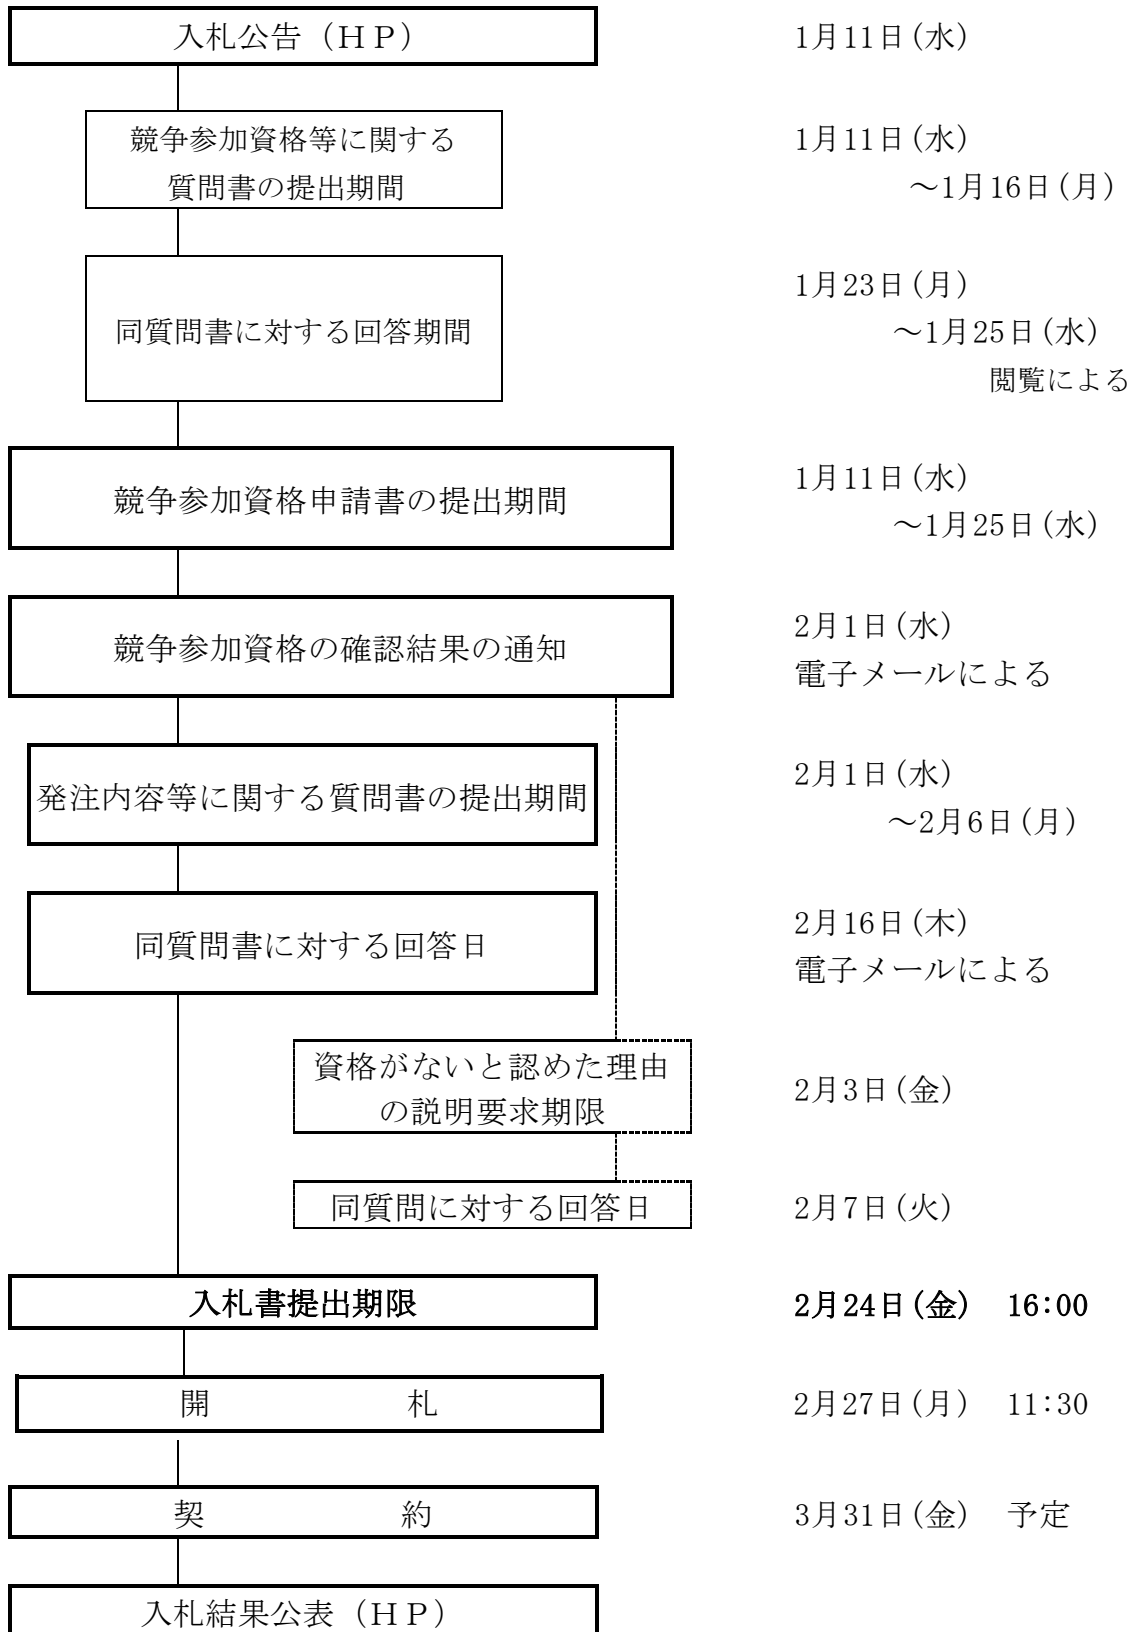 入札公告（ＨＰ）
1月11日(水)
競争参加資格等に関する
質問書の提出期間
1月11日(水)
～1月16日(月)
同質問書に対する回答期間
1月23日(月)
～1月25日(水)
閲覧による
競争参加資格申請書の提出期間
1月11日(水)
～1月25日(水)
競争参加資格の確認結果の通知
2月1日(水)
電子メールによる
発注内容等に関する質問書の提出期間
2月1日(水)
～2月6日(月)
同質問書に対する回答日
2月16日(木)
電子メールによる
資格がないと認めた理由
の説明要求期限
2月3日(金)
同質問に対する回答日
2月7日(火)
入札書提出期限
2月24日(金)　16:00
開　　　　　　札
2月27日(月)　11:30
契　　　　　　約
3月31日(金)　予定
入札結果公表（ＨＰ）